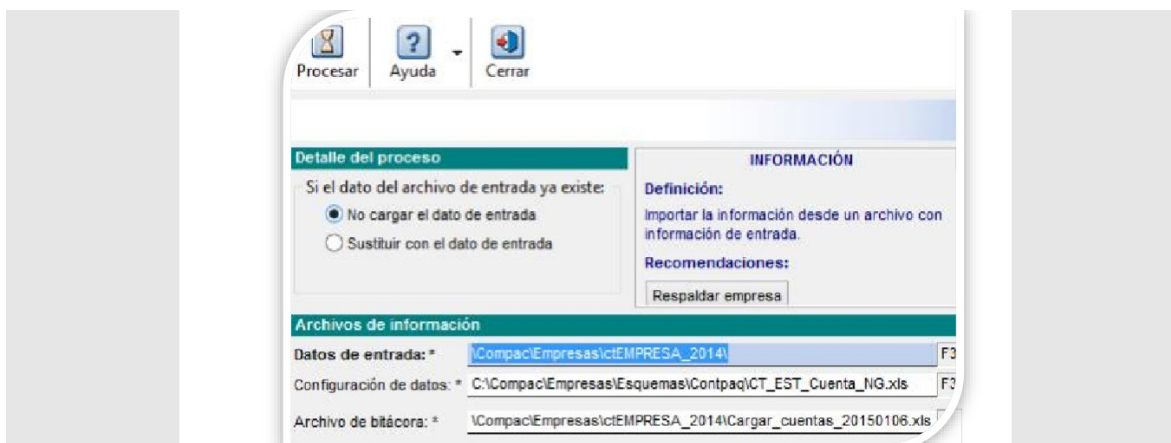 Procesar Ayuda Cerrar
Detalle del proceso
Si el dato del archivo de entrada ya existe:
No cargar el dato de entrada
Sustituir con el dato de entrada
INFORMACIÓN
Definición:
Importar la información desde un archivo con
información de entrada.
Recomendaciones:
Respaldar empresa
Archivos de información
Datos de entrada: * \Compac\Empresas\ctEMPRESA_2014\ F3
Configuración de datos: * C:\Compac\Empresas\Esquemas\Contpaq\CT_EST_Cuenta_NG.xls F3
Archivo de bitácora: * \Compac\Empresas\ctEMPRESA_2014\Cargar_cuentas_20150106.xls